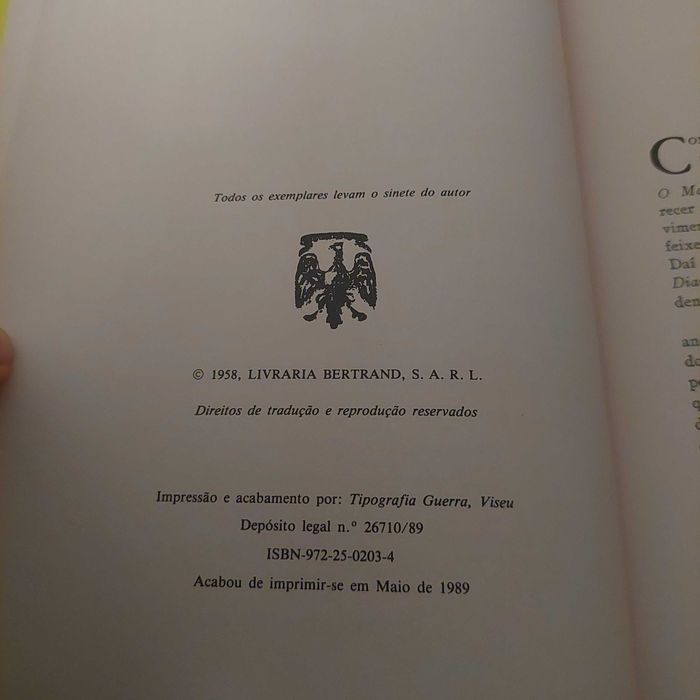 Todos os exemplares levam o sinete do autor
© 1958, LIVRARIA BERTRAND, S. A. R. L.
Direitos de tradução e reprodução reservados
Impressão e acabamento por: Tipografia Guerra, Viseu
Depósito legal n.º 26710/89
ISBN-972-25-0203-4
Acabou de imprimir-se em Maio de 1989
O
recer
Daí